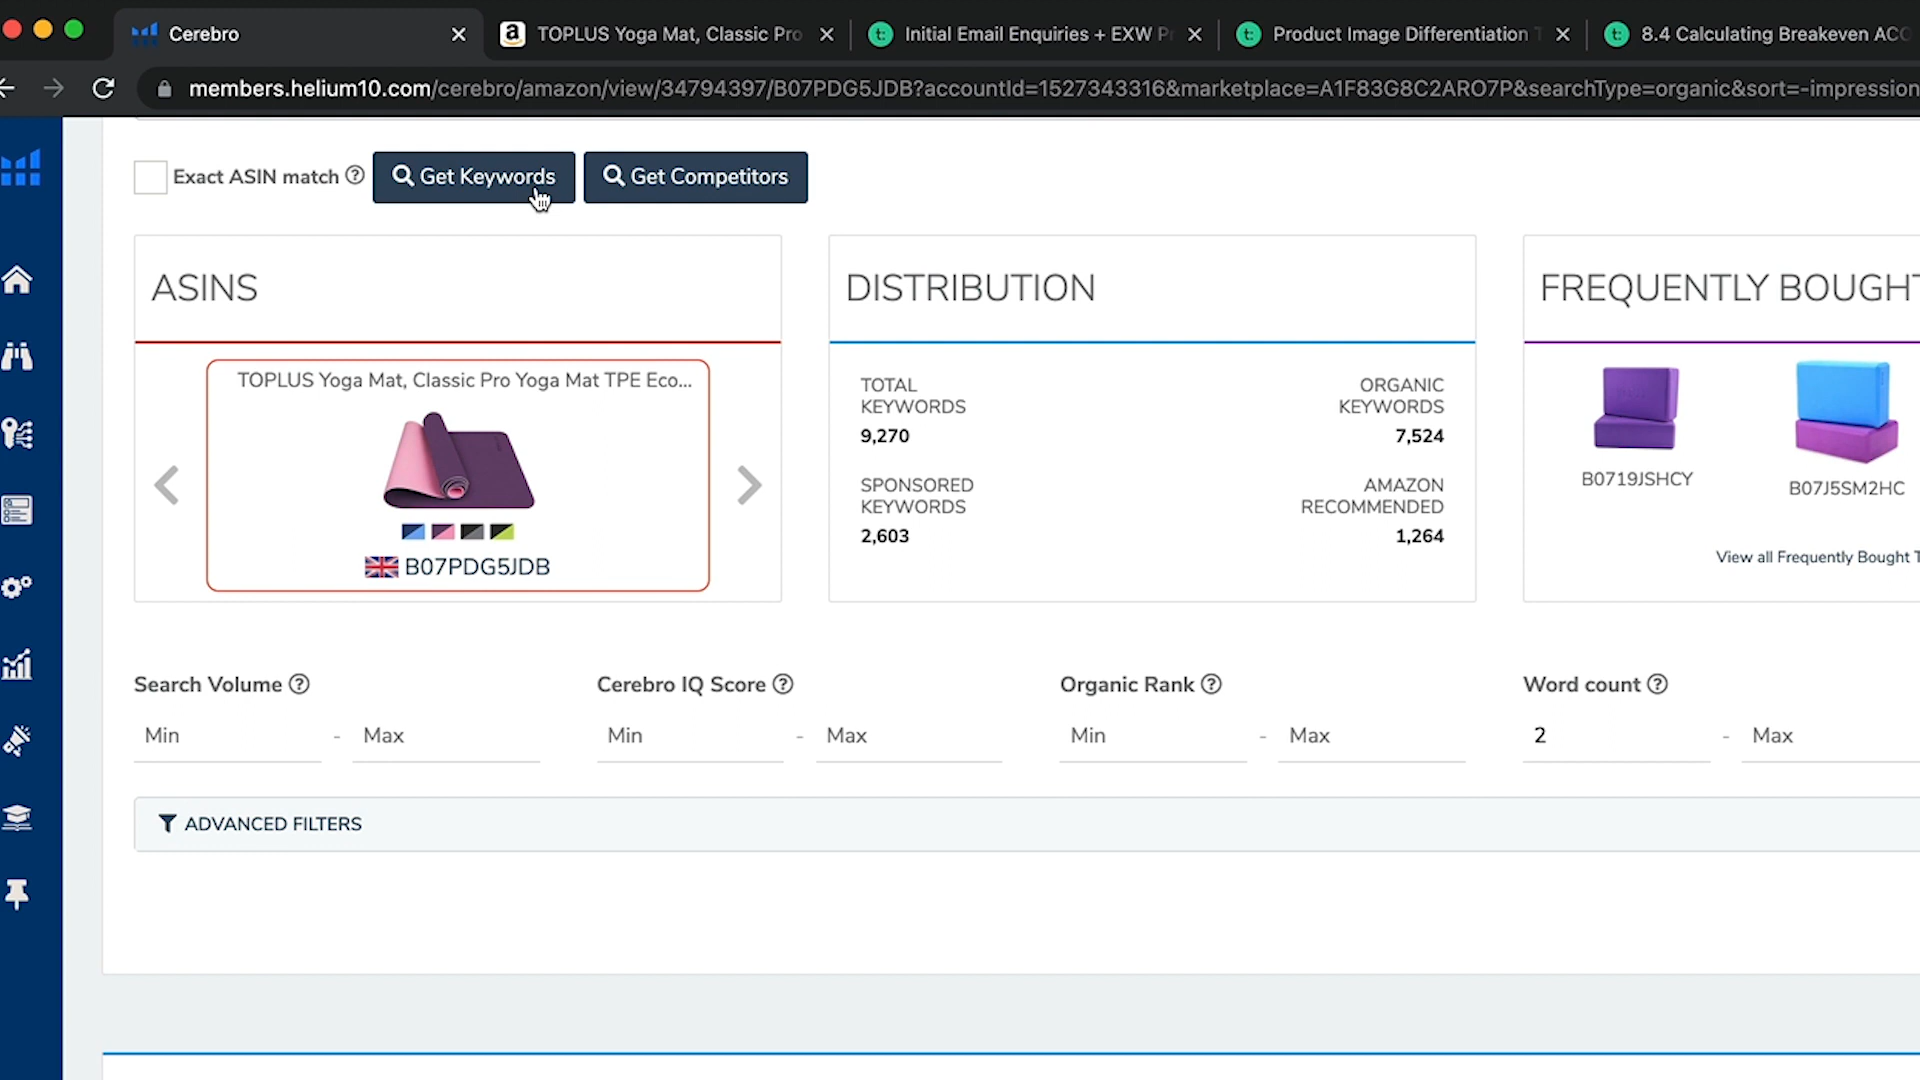 Cerebro
TOPLUS Yoga Mat, Classic Pro
Initial Email Enquiries + EXW P
Product Image Differentiation T
8.4 Calculating Breakeven ACO
members.helium10.com/cerebro/amazon/view/34794397/B07PDG5JDB?accountId=1527343316&marketplace=A1F83G8C2ARO7P&searchType=organic&sort=-impression
Exact ASIN match ?
Get Keywords
Get Competitors
ASINS
TOPLUS Yoga Mat, Classic Pro Yoga Mat TPE Eco...
B07PDG5JDB
DISTRIBUTION
TOTAL
KEYWORDS
9,270
ORGANIC
KEYWORDS
7,524
SPONSORED
KEYWORDS
2,603
AMAZON
RECOMMENDED
1,264
FREQUENTLY BOUGHT
B0719JSHCY
B07J5SM2HC
View all Frequently Bought T
Search Volume ?
Min - Max
Cerebro IQ Score ?
Min - Max
Organic Rank ?
Min - Max
Word count ?
2 - Max
ADVANCED FILTERS